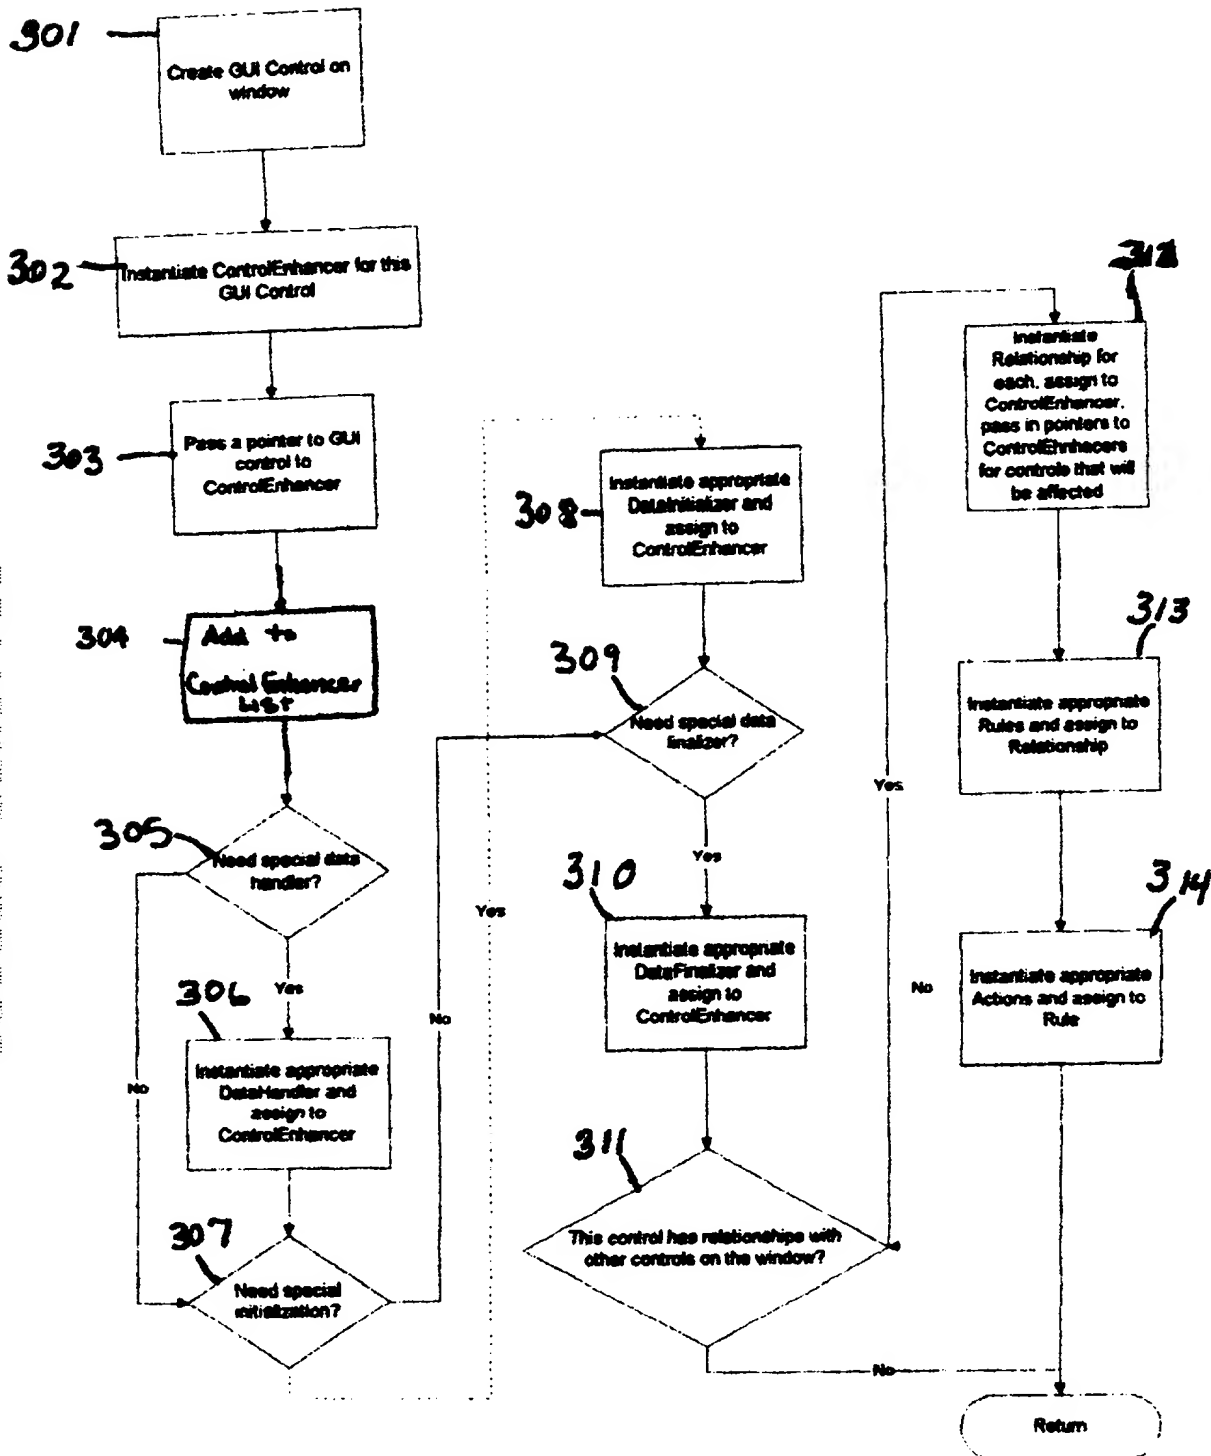 301
Create GUI Control on
window
302
Instantiate ControlEnhancer for this
GUI Control
303
Pass a pointer to GUI
control to
ControlEnhancer
304
Add to
Control Enhancer
List
305
Need special data
handler?
Yes
No
306
Instantiate appropriate
DataHandler and
assign to
ControlEnhancer
307
Need special
initialization?
No
Yes
308
Instantiate appropriate
DataInitializer and
assign to
ControlEnhancer
309
Need special data
finalizer?
Yes
310
Instantiate appropriate
DataFinalizer and
assign to
ControlEnhancer
No
311
This control has relationships with
other controls on the window?
Yes
No
312
Instantiate
Relationship for
each, assign to
ControlEnhancer,
pass in pointers to
ControlEhnhacers
for controls that will
be affected
313
Instantiate appropriate
Rules and assign to
Relationship
314
Instantiate appropriate
Actions and assign to
Rule
Return